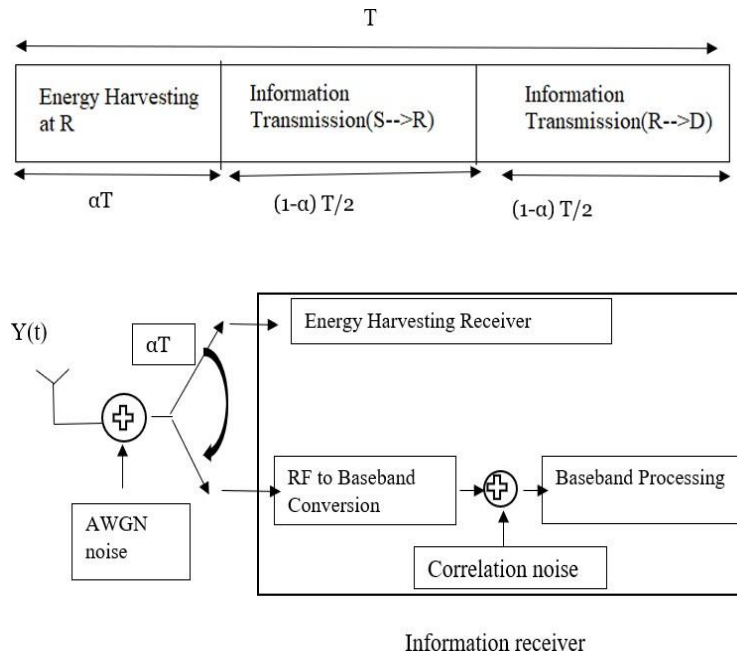 T
Energy Harvesting
at R
Information
Transmission(S-->R)
Information
Transmission(R-->D)
αT
(1-α) T/2
(1-α) T/2
Y(t)
αT
Energy Harvesting Receiver
AWGN
noise
RF to Baseband
Conversion
Baseband Processing
Correlation noise
Information receiver